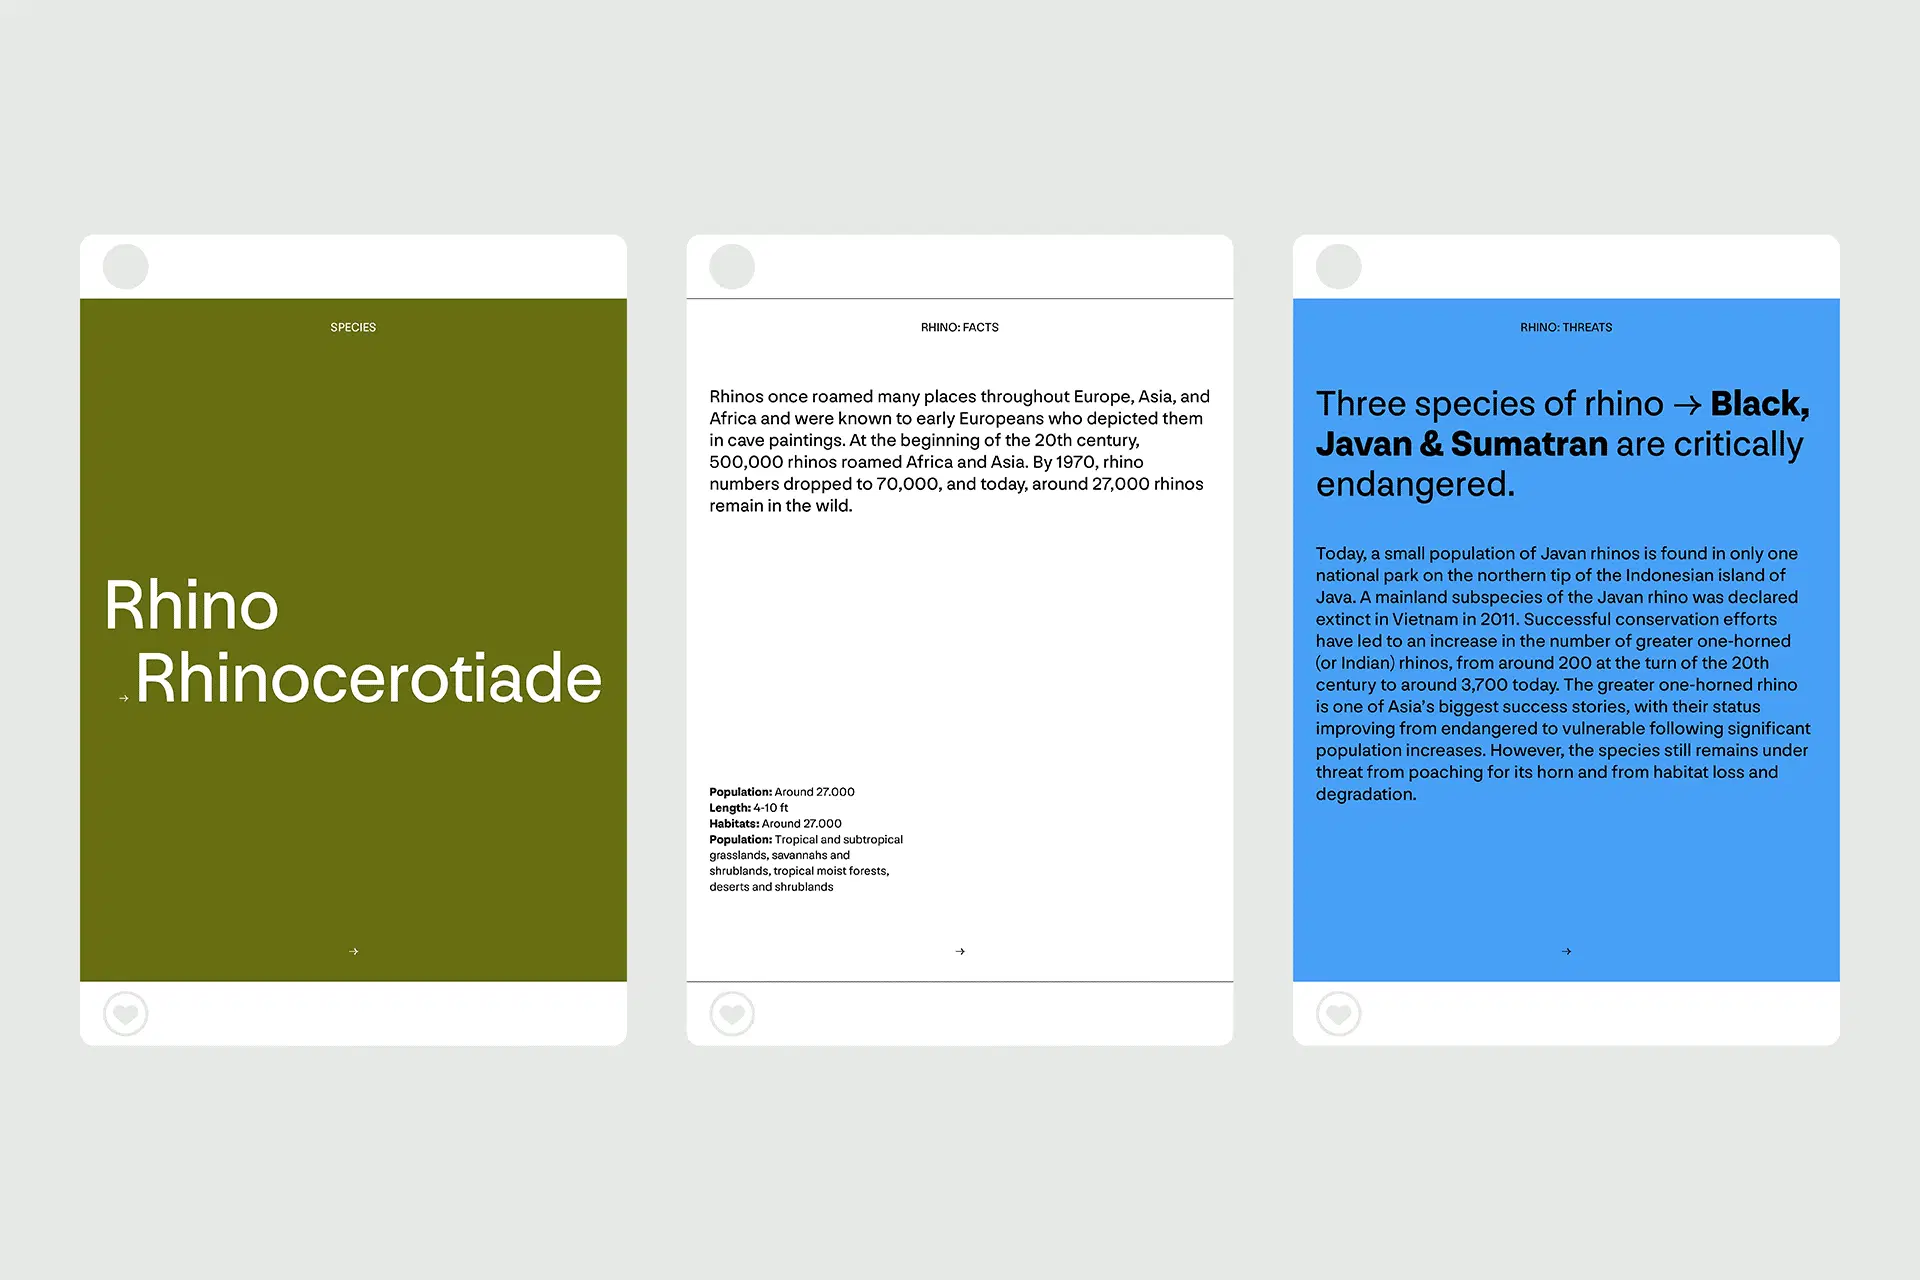 SPECIES
Rhino
→ Rhinocerotiade
→
RHINO: FACTS
Rhinos once roamed many places throughout Europe, Asia, and
Africa and were known to early Europeans who depicted them
in cave paintings. At the beginning of the 20th century,
500,000 rhinos roamed Africa and Asia. By 1970, rhino
numbers dropped to 70,000, and today, around 27,000 rhinos
remain in the wild.
Population: Around 27.000
Length: 4-10 ft
Habitats: Around 27.000
Population: Tropical and subtropical
grasslands, savannahs and
shrublands, tropical moist forests,
deserts and shrublands
→
RHINO: THREATS
Three species of rhino → Black,
Javan & Sumatran are critically
endangered.
Today, a small population of Javan rhinos is found in only one
national park on the northern tip of the Indonesian island of
Java. A mainland subspecies of the Javan rhino was declared
extinct in Vietnam in 2011. Successful conservation efforts
have led to an increase in the number of greater one-horned
(or Indian) rhinos, from around 200 at the turn of the 20th
century to around 3,700 today. The greater one-horned rhino
is one of Asia’s biggest success stories, with their status
improving from endangered to vulnerable following significant
population increases. However, the species still remains under
threat from poaching for its horn and from habitat loss and
degradation.
→